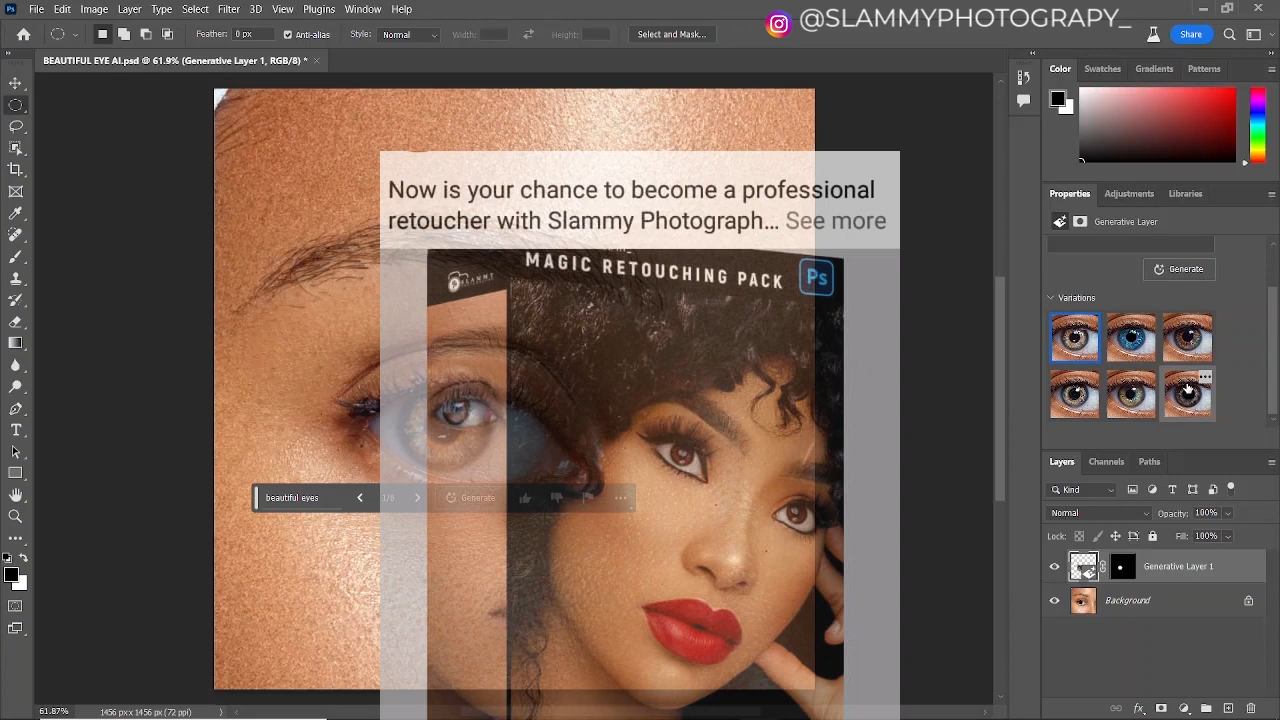 Ps File Edit Image Layer Type Select Filter View Plugins Window Help
@SLAMMYPHOTOGRAPY_
Feather: 0 px Anti-alias Style: Normal Width: Height: Select and Mask... Share
BEAUTIFUL EYE AI.psd @ 61.9% (Generative Layer 1, RGB/8) *
Color Swatches Gradients Patterns
Now is your chance to become a professional
retoucher with Slammy Photograph... See more
MAGIC RETOUCHING PACK Ps
SLAMMY
Properties Adjustments Libraries
Generative Layer
Generate
Variations
beautiful eyes 1/6 Generate
Layers Channels Paths
Kind
Normal Opacity: 100%
Lock: Fill: 100%
Generative Layer 1
Background
61.87% 1456 px x 1456 px (72 ppi)